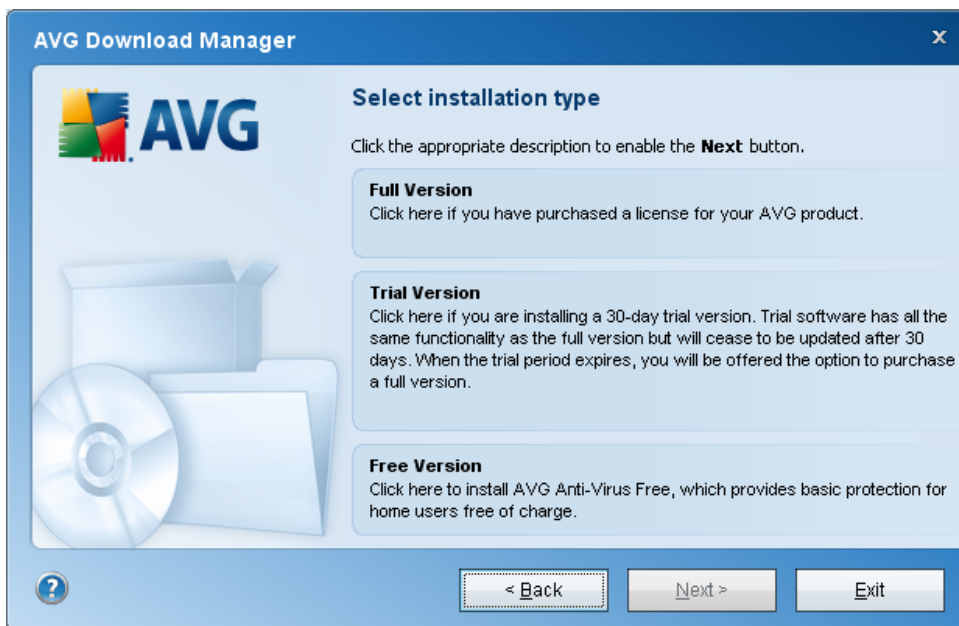 AVG Download Manager
x
AVG
Select installation type
Click the appropriate description to enable the Next button.
Full Version
Click here if you have purchased a license for your AVG product.
Trial Version
Click here if you are installing a 30-day trial version. Trial software has all the
same functionality as the full version but will cease to be updated after 30
days. When the trial period expires, you will be offered the option to purchase
a full version.
Free Version
Click here to install AVG Anti-Virus Free, which provides basic protection for
home users free of charge.
?
< Back
Next >
Exit